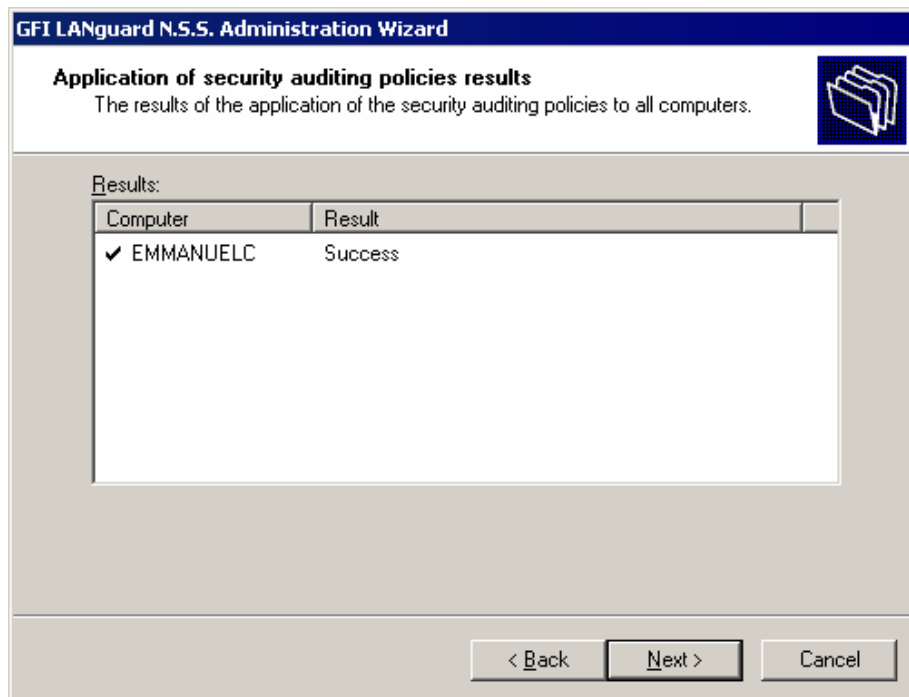 GFI LANguard N.S.S. Administration Wizard
Application of security auditing policies results
The results of the application of the security auditing policies to all computers.
Results:
Computer Result
EMMANUELC Success
< Back Next > Cancel